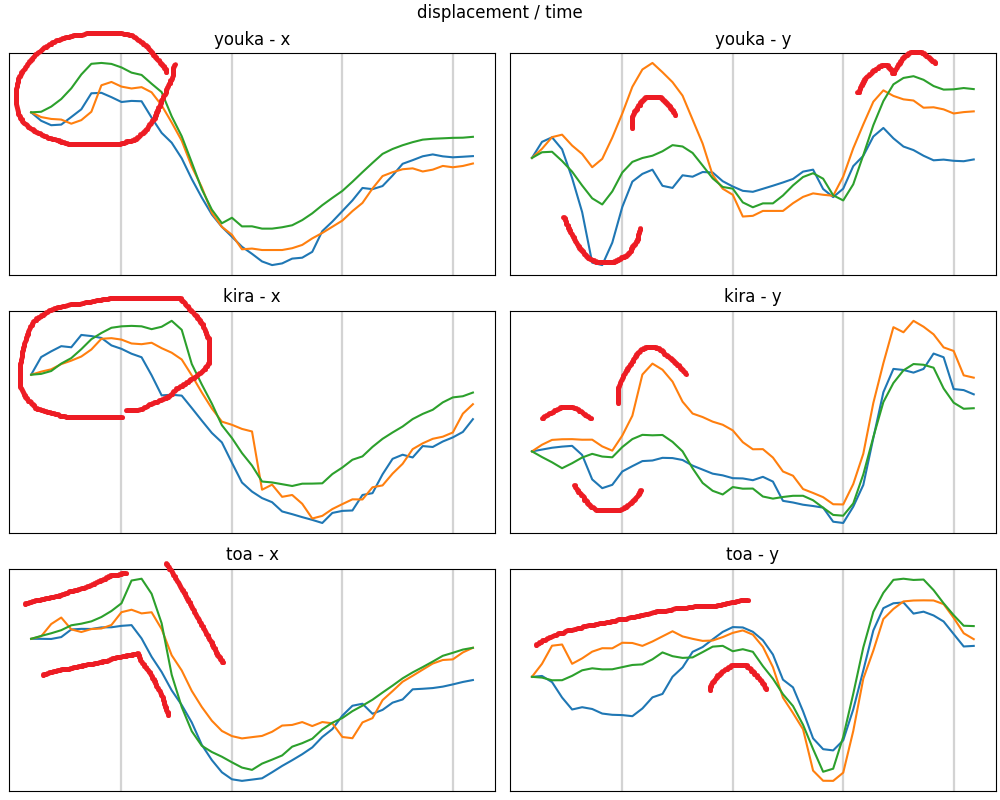 displacement / time
youka - x
youka - y
kira - x
kira - y
toa - x
toa - y